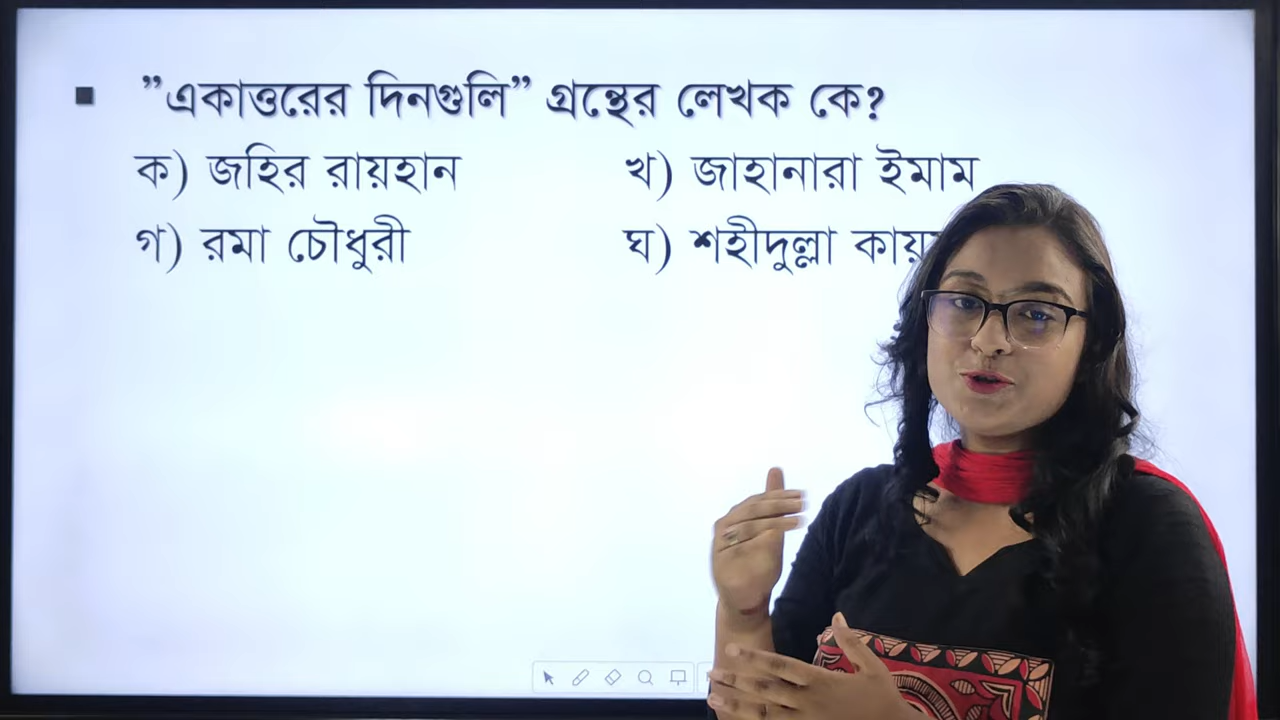 ”একাত্তরের দিনগুলি” গ্রন্থের লেখক কে?
ক) জহির রায়হান খ) জাহানারা ইমাম
গ) রমা চৌধুরী ঘ) শহীদুল্লা